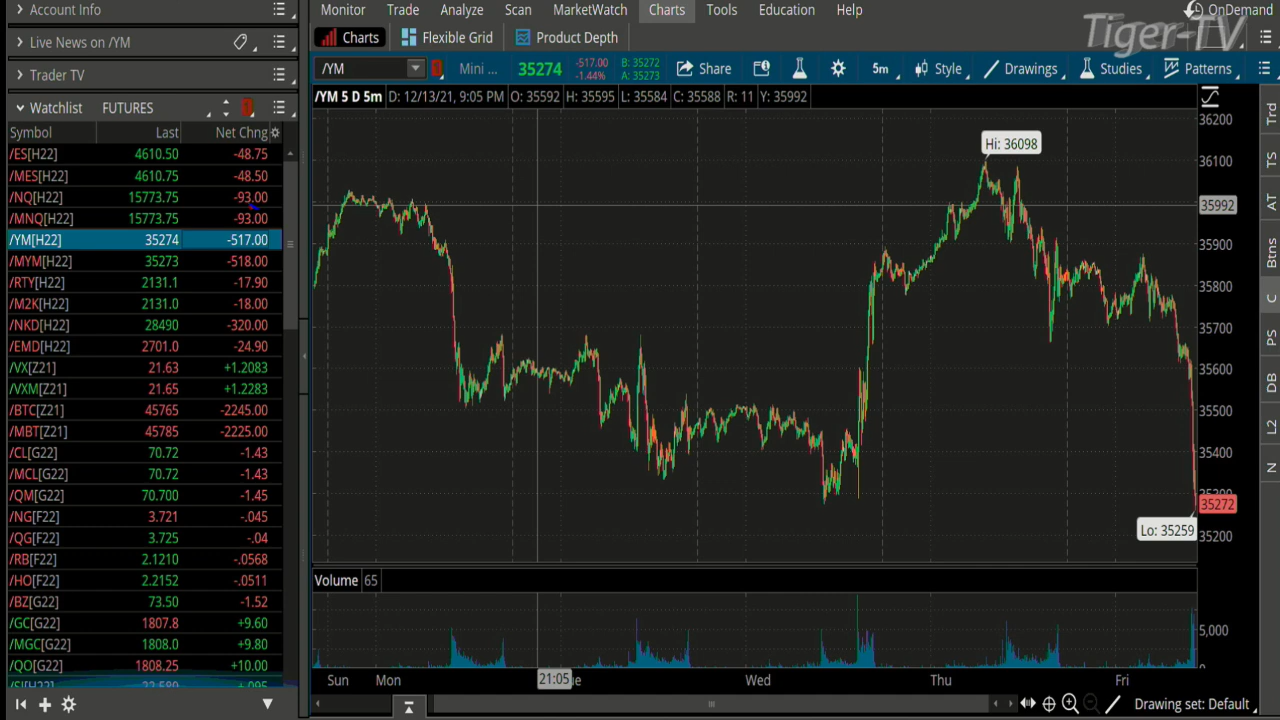 Account Info
Live News on /YM
Trader TV
Watchlist FUTURES
Symbol Last Net Chng
/ES[H22] 4610.50 -48.75
/MES[H22] 4610.75 -48.50
/NQ[H22] 15773.75 -93.00
/MNQ[H22] 15773.75 -93.00
/YM[H22] 35274 -517.00
/MYM[H22] 35273 -518.00
/RTY[H22] 2131.1 -17.90
/M2K[H22] 2131.0 -18.00
/NKD[H22] 28490 -320.00
/EMD[H22] 2701.0 -24.90
/VX[Z21] 21.63 +1.2083
/VXM[Z21] 21.65 +1.2283
/BTC[Z21] 45765 -2245.00
/MBT[Z21] 45785 -2225.00
/CL[G22] 70.72 -1.43
/MCL[G22] 70.72 -1.43
/QM[G22] 70.700 -1.45
/NG[F22] 3.721 -.045
/QG[F22] 3.725 -.04
/RB[F22] 2.1210 -.0568
/HO[F22] 2.2152 -.0511
/BZ[G22] 73.50 -1.52
/GC[G22] 1807.8 +9.60
/MGC[G22] 1808.0 +9.80
/QO[G22] 1808.25 +10.00
/SI[H22] 22.580 +.095
Monitor Trade Analyze Scan MarketWatch Charts Tools Education Help
OnDemand
Tiger-TV
Charts Flexible Grid Product Depth
/YM Mini ... 35274 -517.00 B: 35272
-1.44% A: 35273
Share 5m Style Drawings Studies Patterns
/YM 5 D 5m D: 12/13/21, 9:05 PM O: 35592 H: 35595 L: 35584 C: 35588 R: 11 Y: 35992
36200
Hi: 36098
36100
35992
35900
35800
35700
35600
35500
35400
35300
35272
Lo: 35259
35200
Volume 65
5,000
0
Sun Mon 21:05 Wed Thu Fri
Drawing set: Default
Trd
TS
AT
Btns
C
PS
DB
L2
N